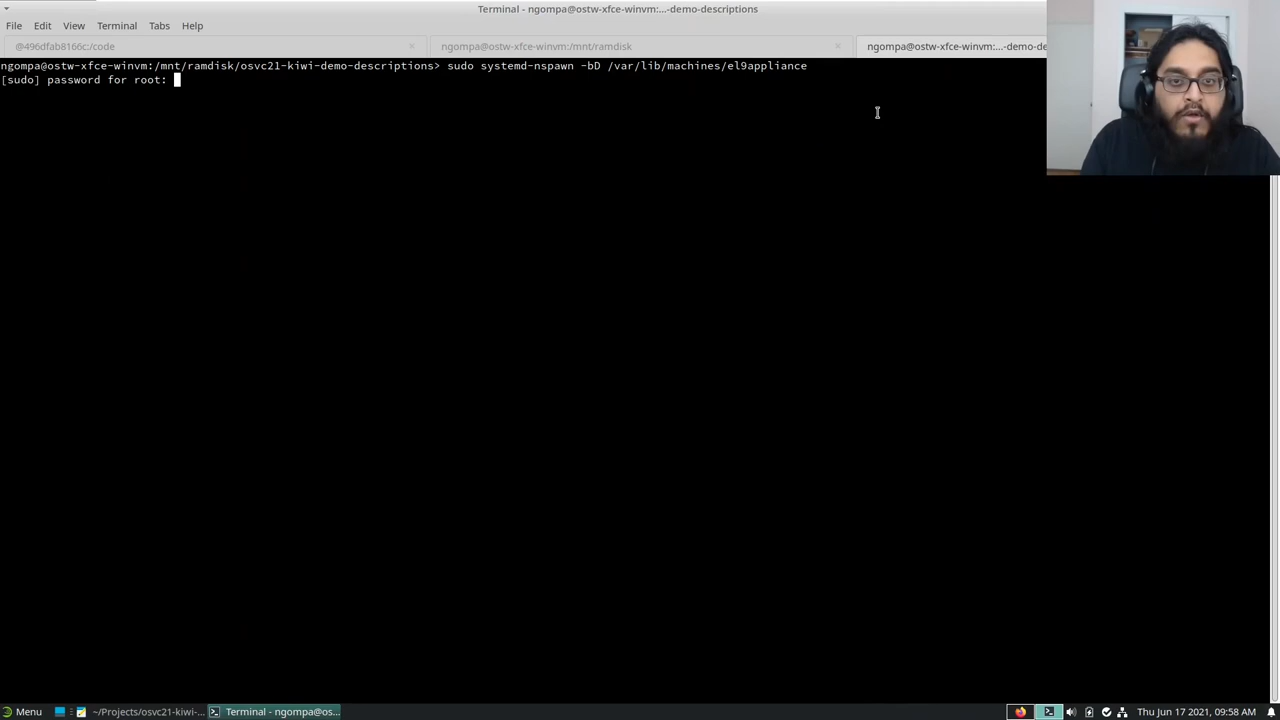 Terminal - ngompa@ostw-xfce-winvm:...-demo-descriptions
File Edit View Terminal Tabs Help
@496dfab8166c:/code
ngompa@ostw-xfce-winvm:/mnt/ramdisk
ngompa@ostw-xfce-winvm:...-demo-de
ngompa@ostw-xfce-winvm:/mnt/ramdisk/osvc21-kiwi-demo-descriptions> sudo systemd-nspawn -bD /var/lib/machines/el9appliance
[sudo] password for root:
Menu ~/Projects/osvc21-kiwi-... Terminal - ngompa@os... Thu Jun 17 2021, 09:58 AM